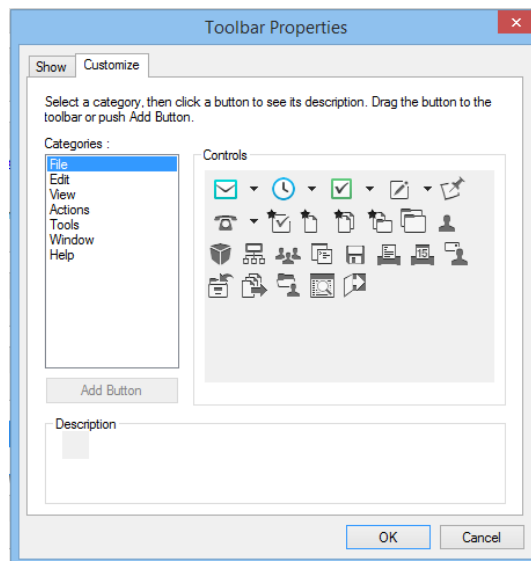 Toolbar Properties
Show
Customize
Select a category, then click a button to see its description. Drag the button to the
toolbar or push Add Button.
Categories :
File
Edit
View
Actions
Tools
Window
Help
Controls
15
Add Button
Description
OK
Cancel